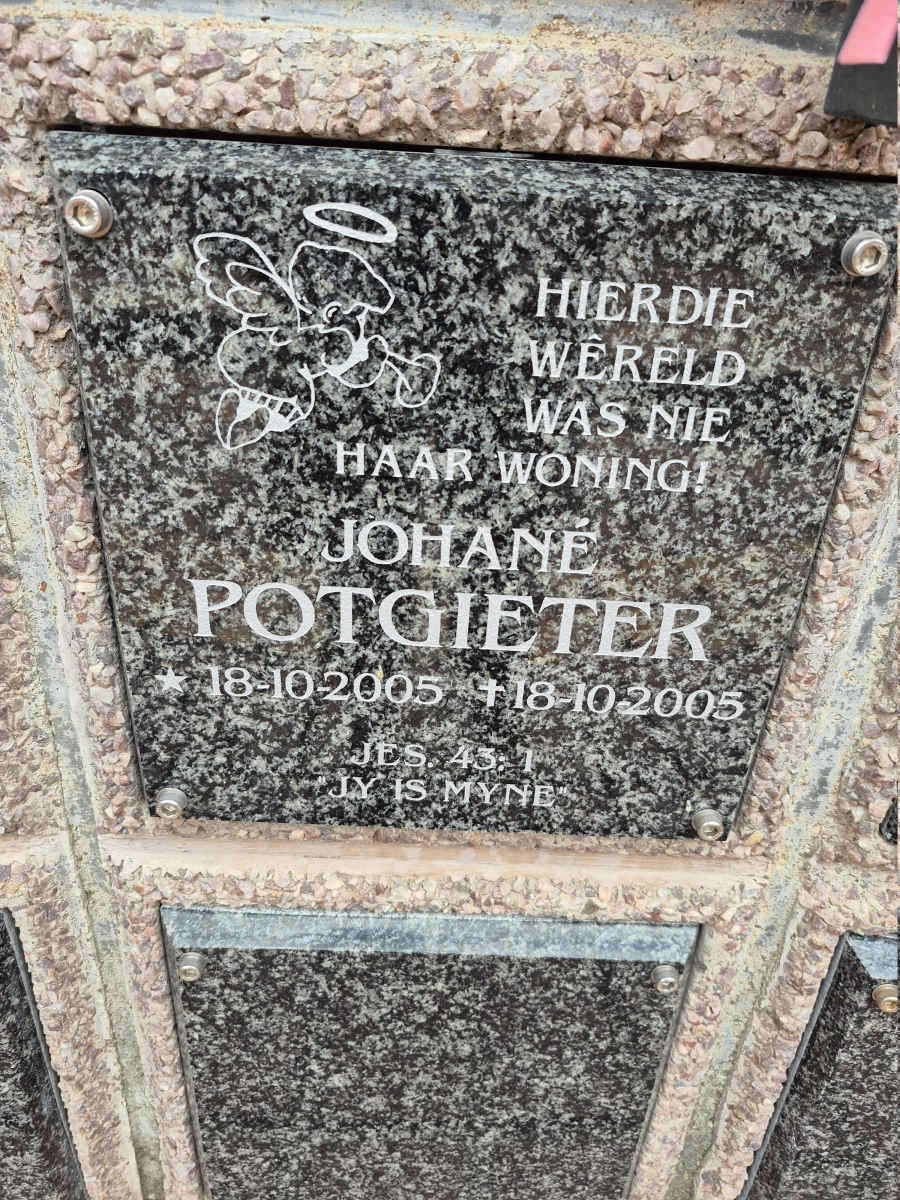 HIERDIE
WÊRELD
WAS NIE
HAAR WONING!
JOHANÉ
POTGIETER
★ 18-10-2005 ✝ 18-10-2005
JES. 43: 1
"JY IS MYNE"